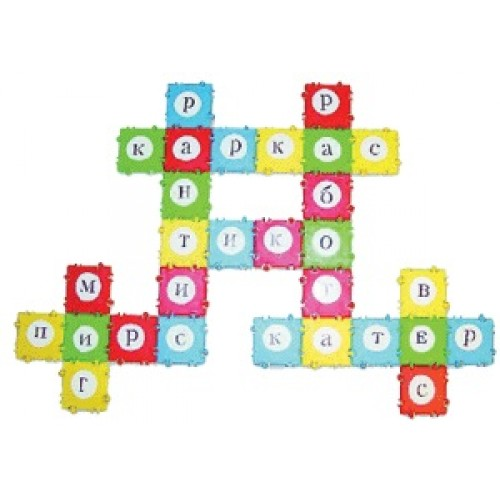 р р
каркас
н б
тико
м и т в
пирс катер
г с